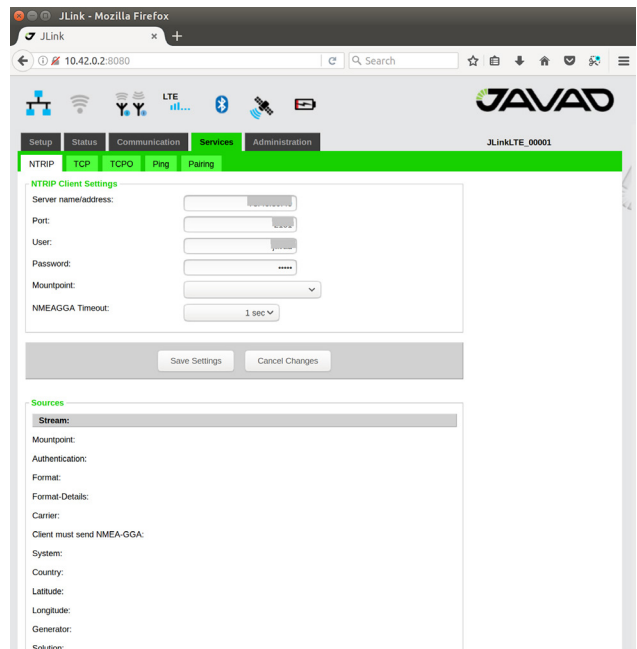 JLink - Mozilla Firefox
JLink × +
10.42.0.2:8080 Search
LTE
JAVAD
Setup Status Communication Services Administration JLinkLTE_00001
NTRIP TCP TCPO Ping Pairing
NTRIP Client Settings
Server name/address:
Port:
User:
Password: •••••
Mountpoint:
NMEAGGA Timeout: 1 sec
Save Settings Cancel Changes
Sources
Stream:
Mountpoint:
Authentication:
Format:
Format-Details:
Carrier:
Client must send NMEA-GGA:
System:
Country:
Latitude:
Longitude:
Generator:
Solution: